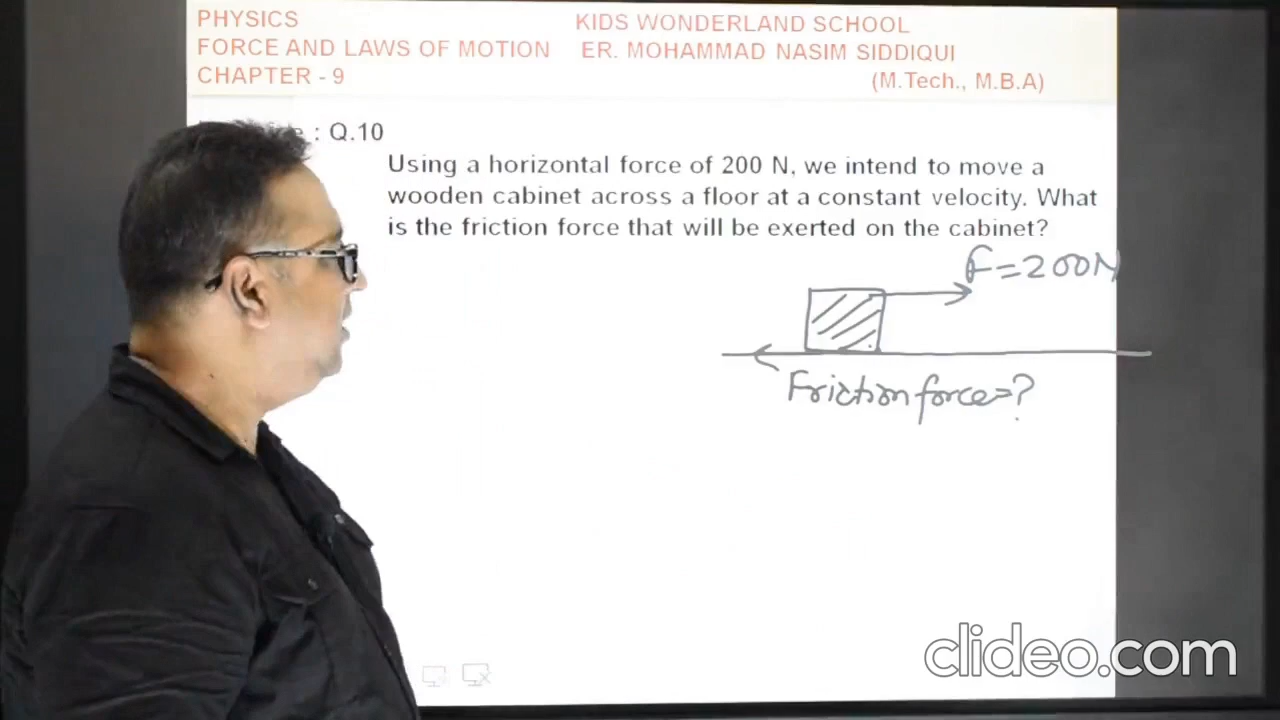 PHYSICS KIDS WONDERLAND SCHOOL
FORCE AND LAWS OF MOTION ER. MOHAMMAD NASIM SIDDIQUI
CHAPTER - 9 (M.Tech., M.B.A)
: Q.10
Using a horizontal force of 200 N, we intend to move a
wooden cabinet across a floor at a constant velocity. What
is the friction force that will be exerted on the cabinet?
F=200N
Friction force=?
clideo.com